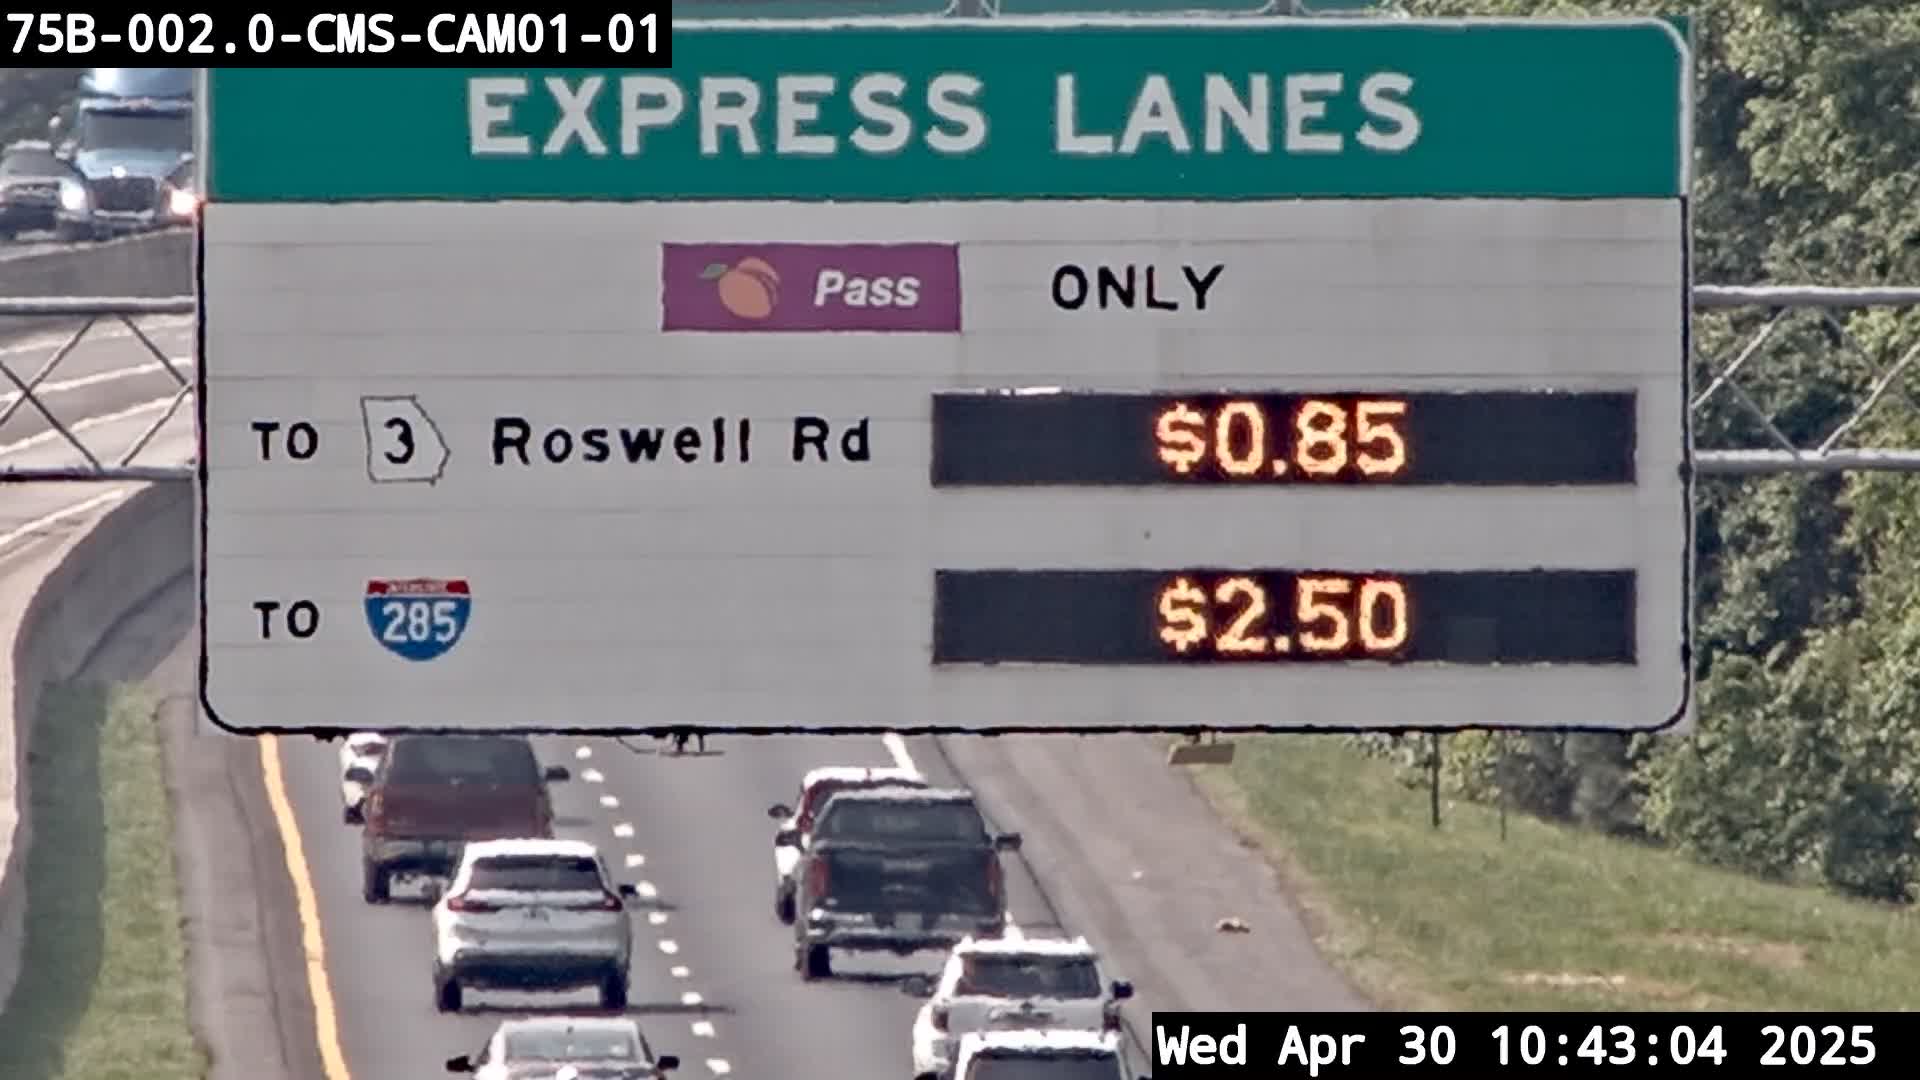 75B-002.0-CMS-CAM01-01
EXPRESS LANES
Pass ONLY
TO 3 Roswell Rd $0.85
TO 285 $2.50
Wed Apr 30 10:43:04 2025